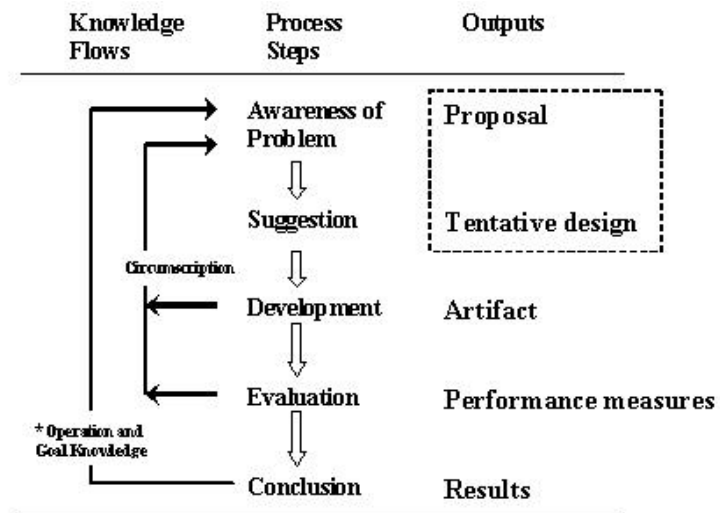 Knowledge Flows
Process Steps
Outputs
Awareness of Problem
Proposal
Suggestion
Tentative design
Circumscription
Development
Artifact
Evaluation
Performance measures
* Operation and
Goal Knowledge
Conclusion
Results